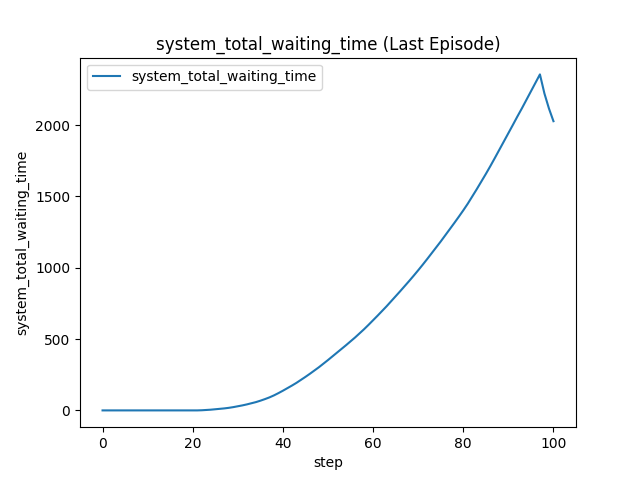 system_total_waiting_time (Last Episode)
system_total_waiting_time
system_total_waiting_time
2000
1500
1000
500
0
0 20 40 60 80 100
step